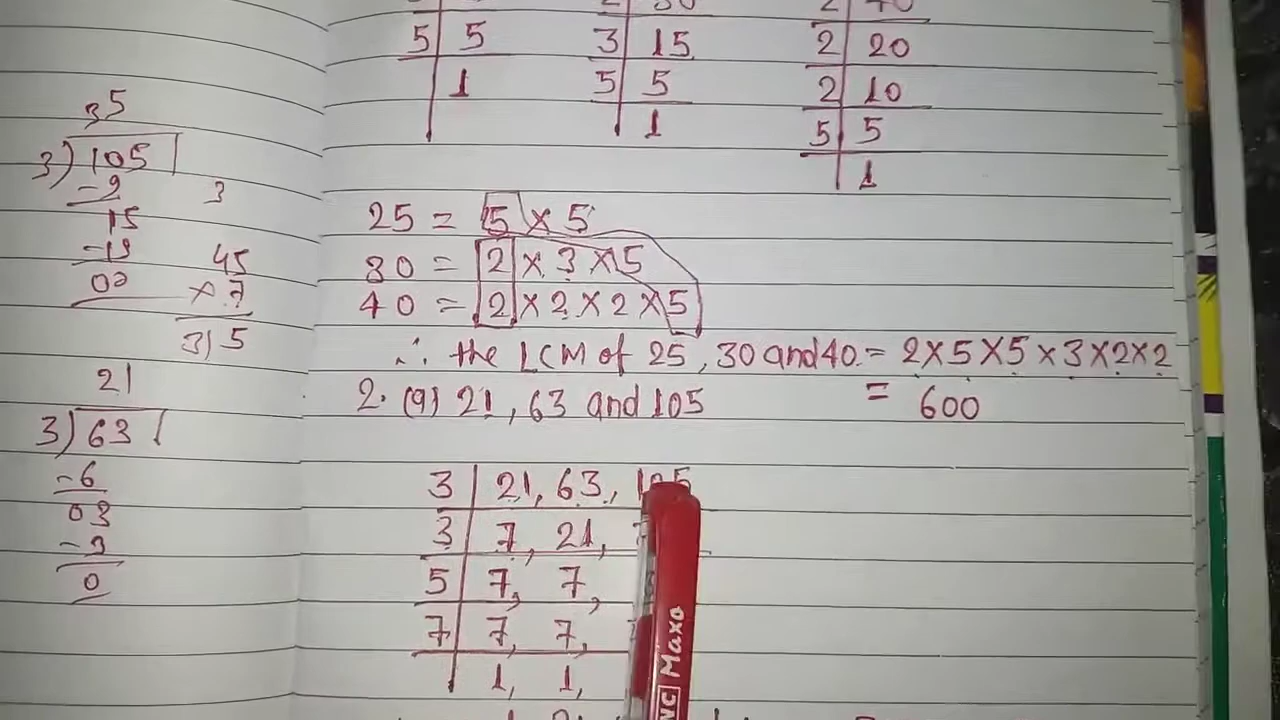 5 5
1
3 15
5 5
1
2 20
2 10
5 5
1
35
3)105
-9
15
-15
00
3
45
×7
315
25 = 5 × 5
30 = 2 × 3 × 5
40 = 2 × 2 × 2 × 5
∴ the LCM of 25, 30 and 40 = 2×5×5×3×2×2
= 600
2. (9) 21, 63 and 105
21
3)63
-6
03
-3
0
3 21, 63, 105
3 7, 21,
5 7, 7,
7 7, 7,
1, 1,
Maxo